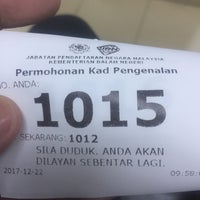 JABATAN PENDAFTARAN NEGARA MALAYSIA
KEMENTERIAN DALAM NEGERI
Permohonan Kad Pengenalan
NO. ANDA:
1015
SEKARANG: 1012
SILA DUDUK. ANDA AKAN
DILAYAN SEBENTAR LAGI.
2017-12-22